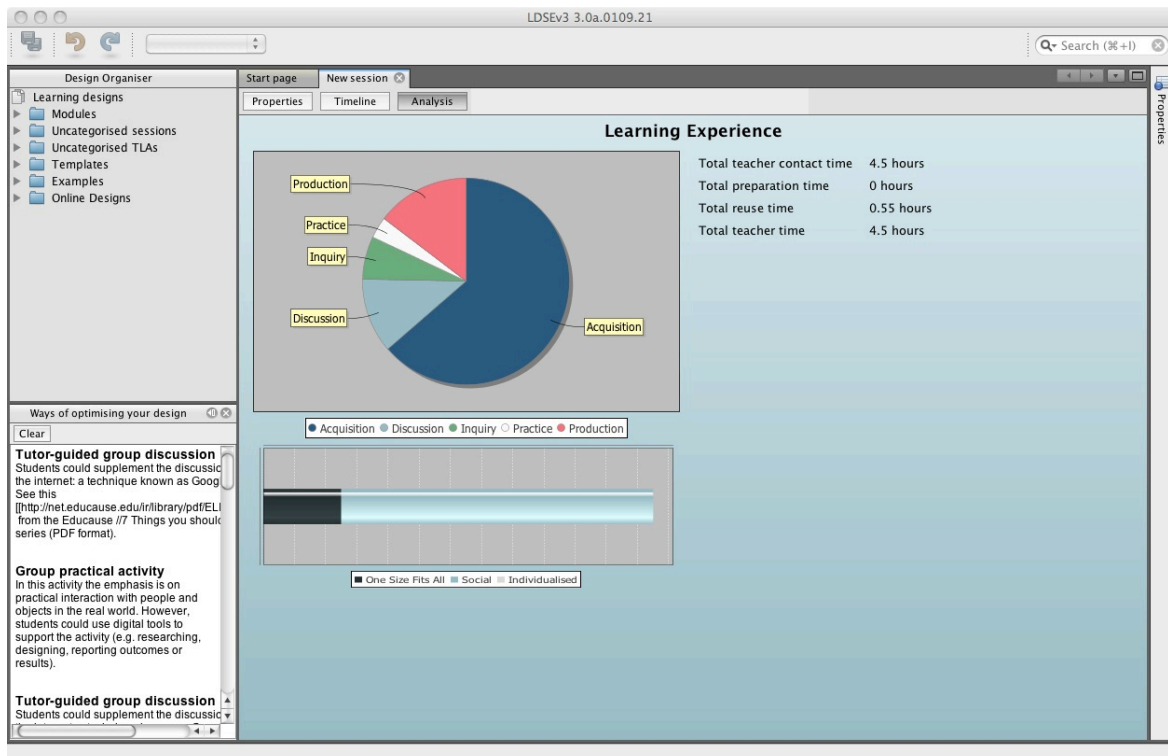 LDSEv3 3.0a.0109.21
Search (⌘+I)
Design Organiser
Learning designs
Modules
Uncategorised sessions
Uncategorised TLAs
Templates
Examples
Online Designs
Ways of optimising your design
Clear
Tutor-guided group discussion
Students could supplement the discussio
the internet: a technique known as Goog
See this
[[http://net.educause.edu/ir/library/pdf/ELI
from the Educause //7 Things you should
series (PDF format).
Group practical activity
In this activity the emphasis is on
practical interaction with people and
objects in the real world. However,
students could use digital tools to
support the activity (e.g. researching,
designing, reporting outcomes or
results).
Tutor-guided group discussion
Students could supplement the discussio
Start page
New session
Properties
Timeline
Analysis
Learning Experience
Production
Practice
Inquiry
Discussion
Acquisition
Acquisition Discussion Inquiry Practice Production
One Size Fits All Social Individualised
Total teacher contact time 4.5 hours
Total preparation time 0 hours
Total reuse time 0.55 hours
Total teacher time 4.5 hours
Properties